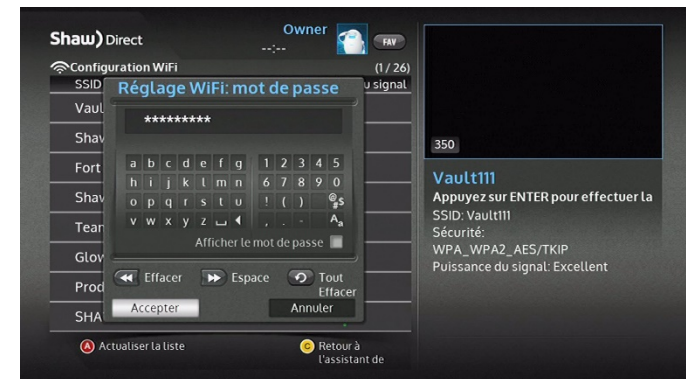 Shaw) Direct
Owner
--:--
FAV
Configuration WiFi
(1 / 26)
SSID
u signal
Réglage WiFi: mot de passe
Vaul
*********
Shaw
350
Fort
a b c d e f g 1 2 3 4 5
h i j k l m n 6 7 8 9 0
o p q r s t u ! ( ) @#$
v w x y z , . - Aa
Afficher le mot de passe
Shaw
Tean
Glov
Prod
SHA
Effacer
Espace
Tout
Effacer
Accepter
Annuler
A Actualiser la liste
C Retour à
l'assistant de
Vault111
Appuyez sur ENTER pour effectuer la
SSID: Vault111
Sécurité:
WPA_WPA2_AES/TKIP
Puissance du signal: Excellent